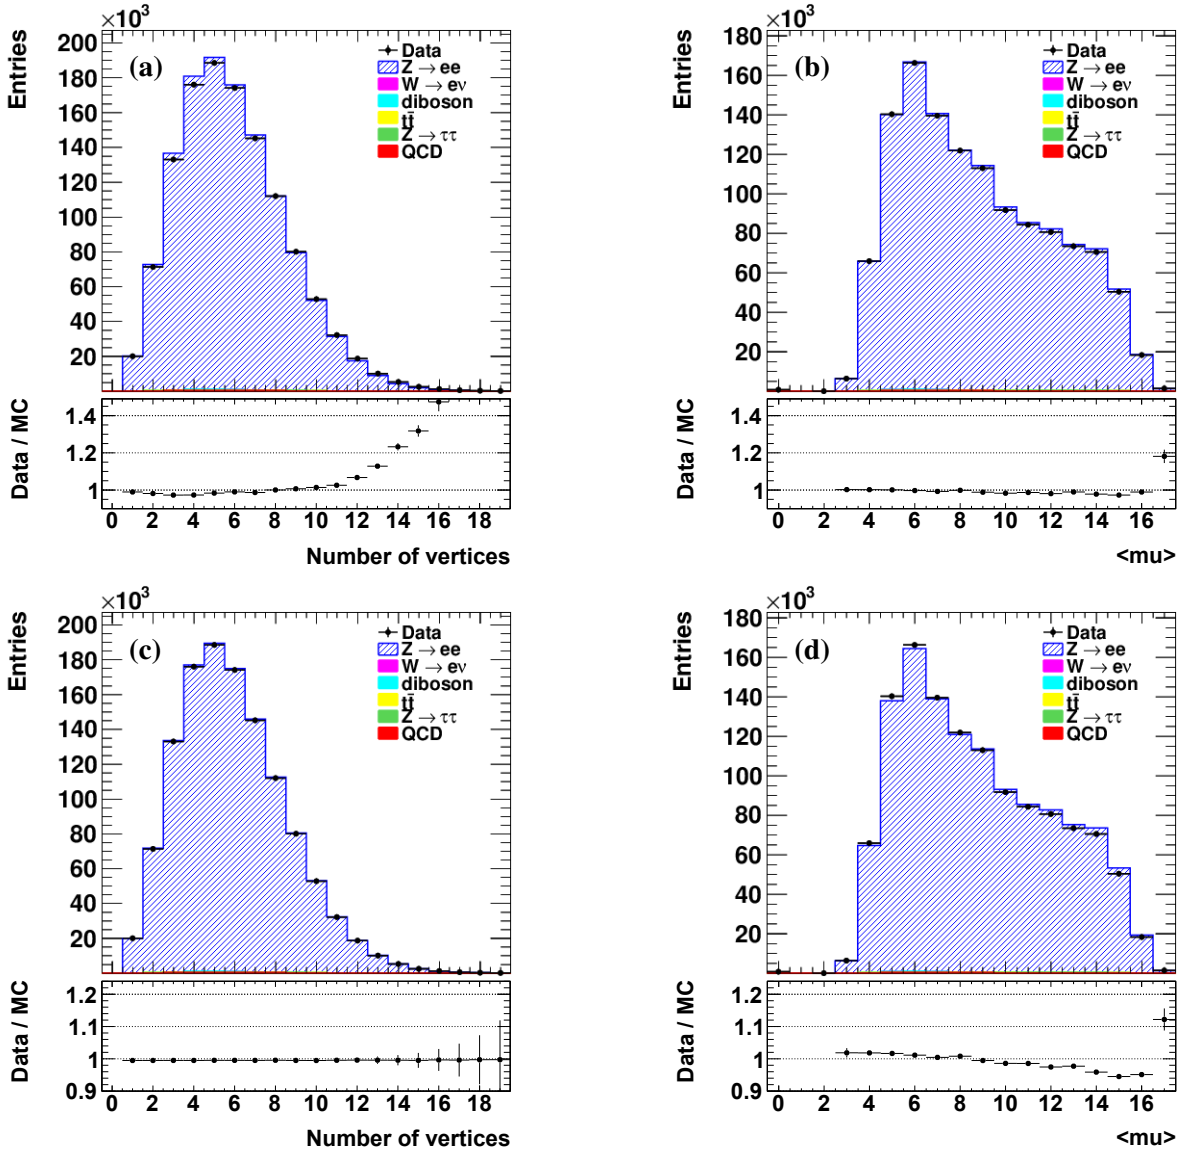 ×10³
Entries
200
180
160
140
120
100
80
60
40
20
(a)
Data
Z → ee
W → eν
diboson
tt̄
Z → ττ
QCD
Data / MC
1.4
1.2
1
0 2 4 6 8 10 12 14 16 18
Number of vertices
×10³
Entries
180
160
140
120
100
80
60
40
20
(b)
Data
Z → ee
W → eν
diboson
tt̄
Z → ττ
QCD
Data / MC
1.4
1.2
1
0 2 4 6 8 10 12 14 16
<mu>
×10³
Entries
200
180
160
140
120
100
80
60
40
20
(c)
Data
Z → ee
W → eν
diboson
tt̄
Z → ττ
QCD
Data / MC
1.2
1.1
1
0.9
0 2 4 6 8 10 12 14 16 18
Number of vertices
×10³
Entries
180
160
140
120
100
80
60
40
20
(d)
Data
Z → ee
W → eν
diboson
tt̄
Z → ττ
QCD
Data / MC
1.2
1.1
1
0.9
0 2 4 6 8 10 12 14 16
<mu>